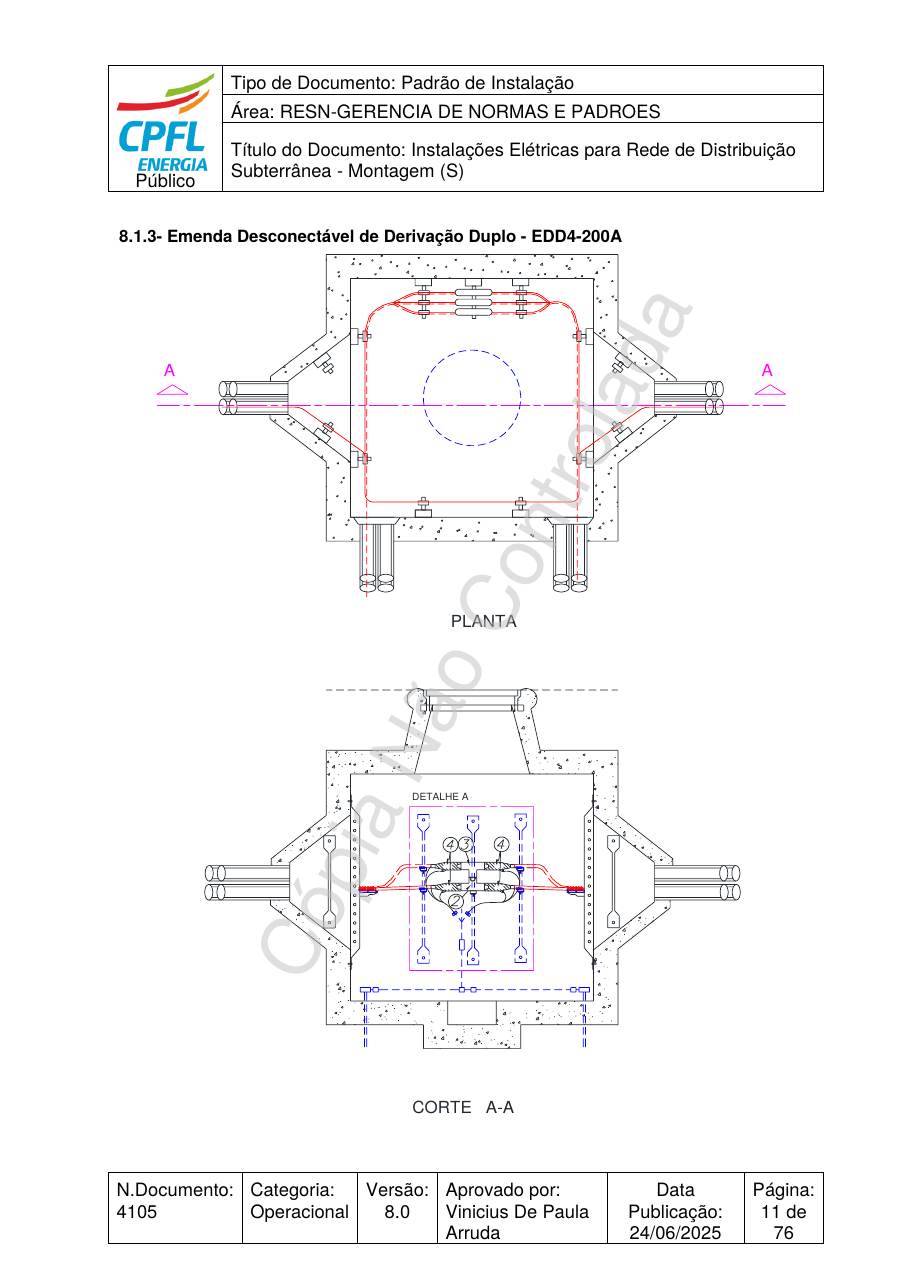 Tipo de Documento: Padrão de Instalação
Área: RESN-GERENCIA DE NORMAS E PADROES
CPFL
ENERGIA
Público
Título do Documento: Instalações Elétricas para Rede de Distribuição
Subterrânea - Montagem (S)
8.1.3- Emenda Desconectável de Derivação Duplo - EDD4-200A
A
A
PLANTA
Cópia Não Controlada
DETALHE A
4
3
4
2
CORTE A-A
N.Documento:
4105
Categoria:
Operacional
Versão:
8.0
Aprovado por:
Vinicius De Paula
Arruda
Data
Publicação:
24/06/2025
Página:
11 de
76